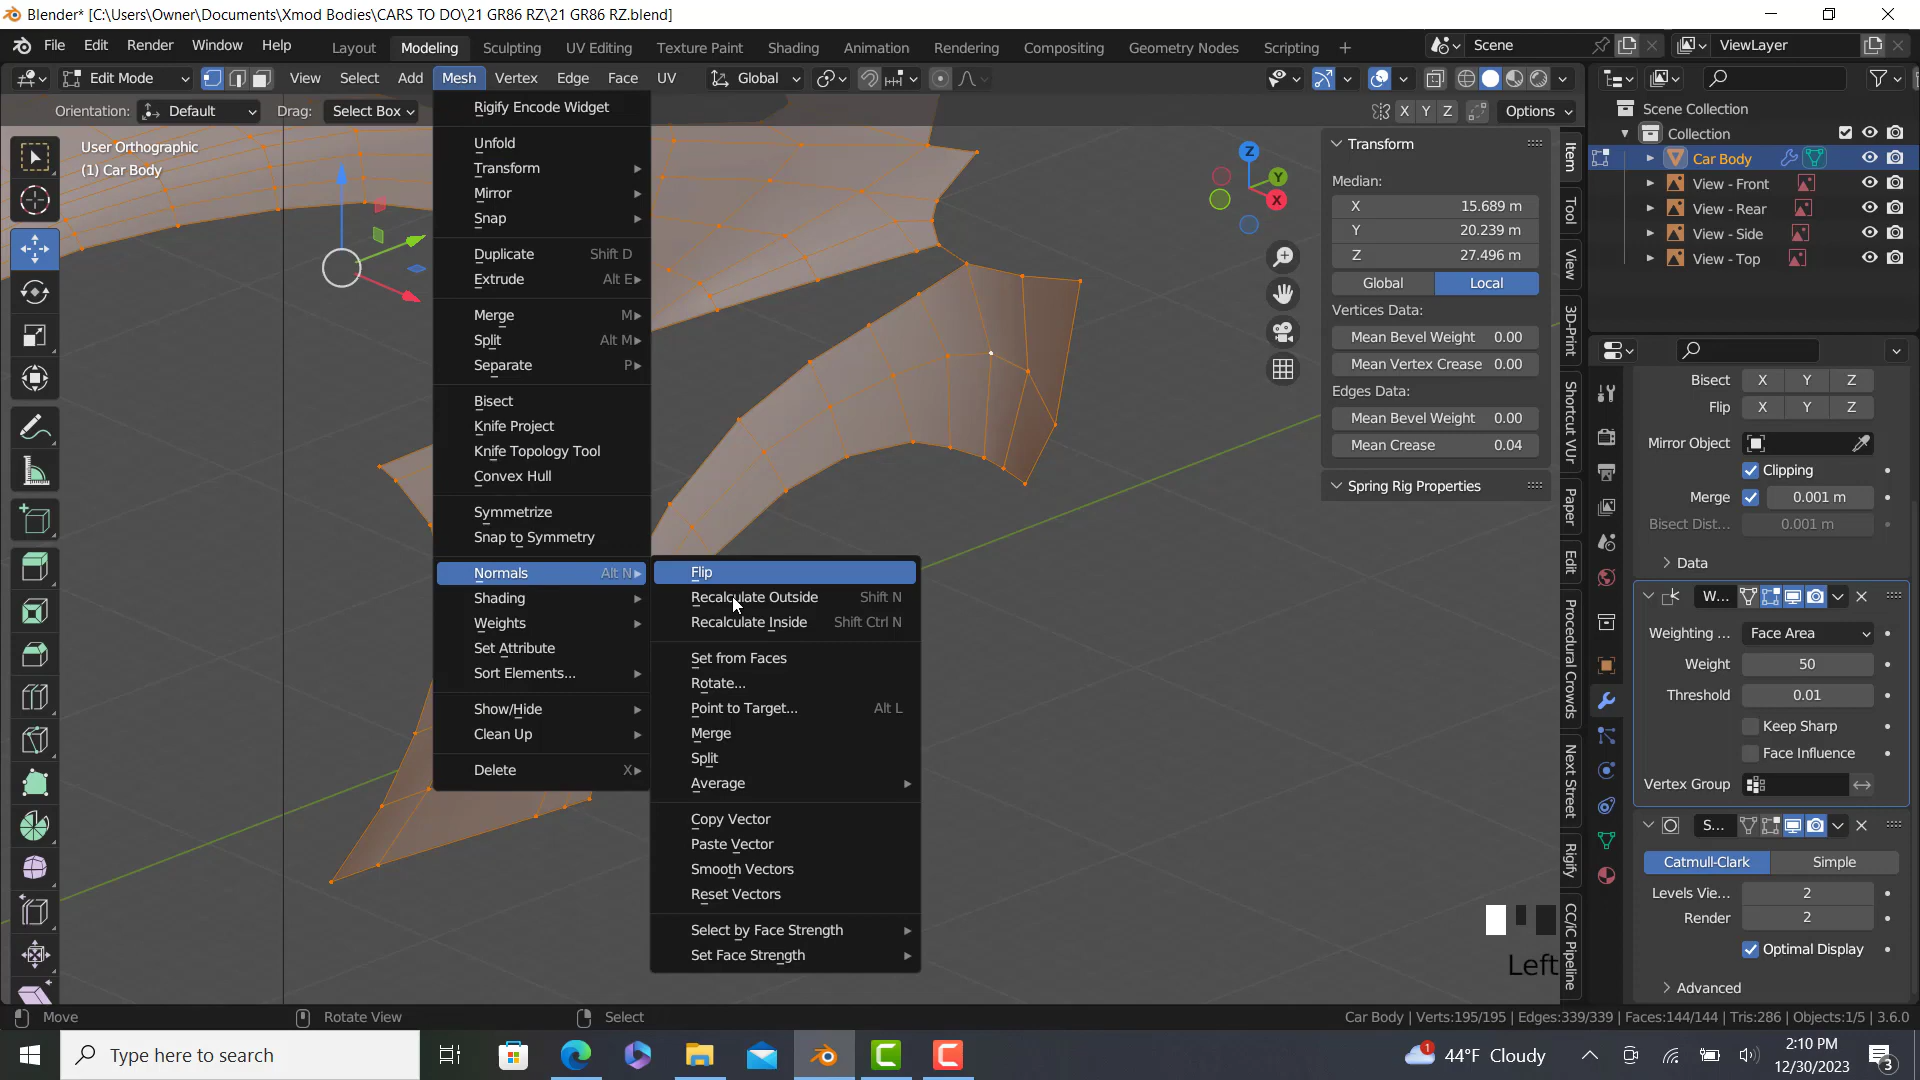 Blender* [C:\Users\Owner\Documents\Xmod Bodies\CARS TO DO\21 GR86 RZ\21 GR86 RZ.blend]
File Edit Render Window Help Layout Modeling Sculpting UV Editing Texture Paint Shading Animation Rendering Compositing Geometry Nodes Scripting + Scene ViewLayer
Edit Mode View Select Add Mesh Vertex Edge Face UV Global
Orientation: Default Drag: Select Box X Y Z Options
User Orthographic
(1) Car Body
Rigify Encode Widget
Unfold
Transform
Mirror
Snap
Duplicate Shift D
Extrude Alt E
Merge M
Split Alt M
Separate P
Bisect
Knife Project
Knife Topology Tool
Convex Hull
Symmetrize
Snap to Symmetry
Normals Alt N
Shading
Weights
Set Attribute
Sort Elements...
Show/Hide
Clean Up
Delete X
Flip
Recalculate Outside Shift N
Recalculate Inside Shift Ctrl N
Set from Faces
Rotate...
Point to Target... Alt L
Merge
Split
Average
Copy Vector
Paste Vector
Smooth Vectors
Reset Vectors
Select by Face Strength
Set Face Strength
Z
Y
X
Transform
Median:
X 15.689 m
Y 20.239 m
Z 27.496 m
Global Local
Vertices Data:
Mean Bevel Weight 0.00
Mean Vertex Crease 0.00
Edges Data:
Mean Bevel Weight 0.00
Mean Crease 0.04
Spring Rig Properties
Item
Tool
View
3D-Print
Shortcut VUr
Paper
Edit
Procedural Crowds
Next Street
Rigify
CC/iC Pipeline
Left
Scene Collection
Collection
Car Body
View - Front
View - Rear
View - Side
View - Top
Bisect X Y Z
Flip X Y Z
Mirror Object
Clipping
Merge 0.001 m
Bisect Dist... 0.001 m
Data
W...
Weighting ... Face Area
Weight 50
Threshold 0.01
Keep Sharp
Face Influence
Vertex Group
S...
Catmull-Clark Simple
Levels Vie... 2
Render 2
Optimal Display
Advanced
Move Rotate View Select Car Body | Verts:195/195 | Edges:339/339 | Faces:144/144 | Tris:286 | Objects:1/5 | 3.6.0
Type here to search 1 44°F Cloudy 2:10 PM
12/30/2023 3